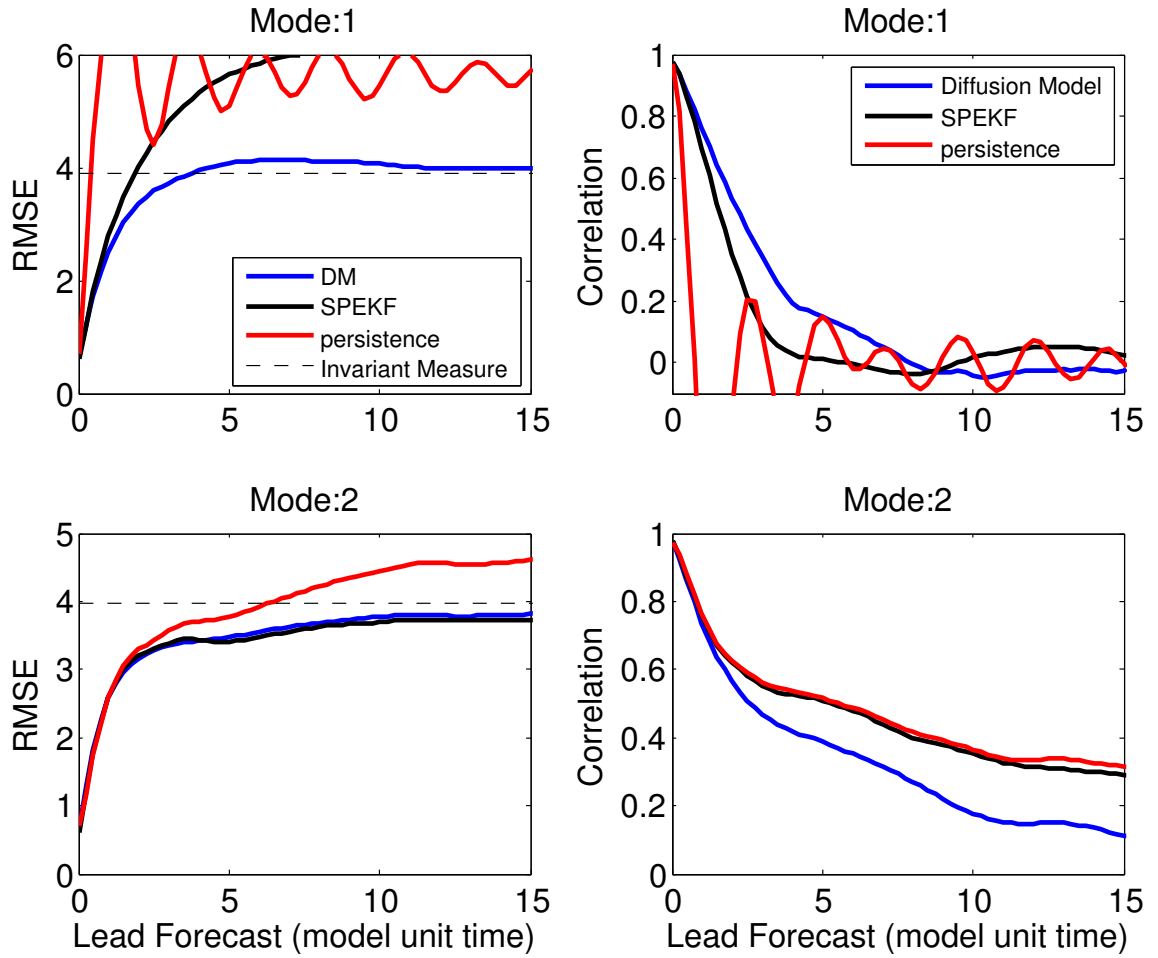 Mode:1
6
4
2
0
RMSE
DM
SPEKF
persistence
Invariant Measure
0
5
10
15
Mode:1
1
0.8
0.6
0.4
0.2
0
Correlation
Diffusion Model
SPEKF
persistence
0
5
10
15
Mode:2
5
4
3
2
1
0
RMSE
0
5
10
15
Lead Forecast (model unit time)
Mode:2
1
0.8
0.6
0.4
0.2
0
Correlation
0
5
10
15
Lead Forecast (model unit time)